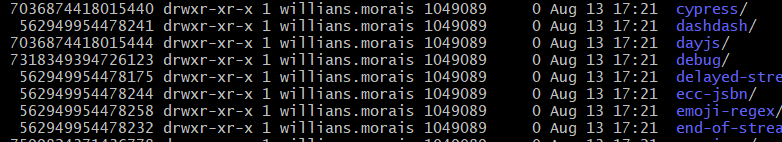 7036874418015440 drwxr-xr-x 1 willians.morais 1049089 0 Aug 13 17:21 cypress/
562949954478241 drwxr-xr-x 1 willians.morais 1049089 0 Aug 13 17:21 dashdash/
7036874418015444 drwxr-xr-x 1 willians.morais 1049089 0 Aug 13 17:21 dayjs/
7318349394726123 drwxr-xr-x 1 willians.morais 1049089 0 Aug 13 17:21 debug/
562949954478175 drwxr-xr-x 1 willians.morais 1049089 0 Aug 13 17:21 delayed-stre
562949954478244 drwxr-xr-x 1 willians.morais 1049089 0 Aug 13 17:21 ecc-jsbn/
562949954478258 drwxr-xr-x 1 willians.morais 1049089 0 Aug 13 17:21 emoji-regex/
562949954478232 drwxr-xr-x 1 willians.morais 1049089 0 Aug 13 17:21 end-of-strea